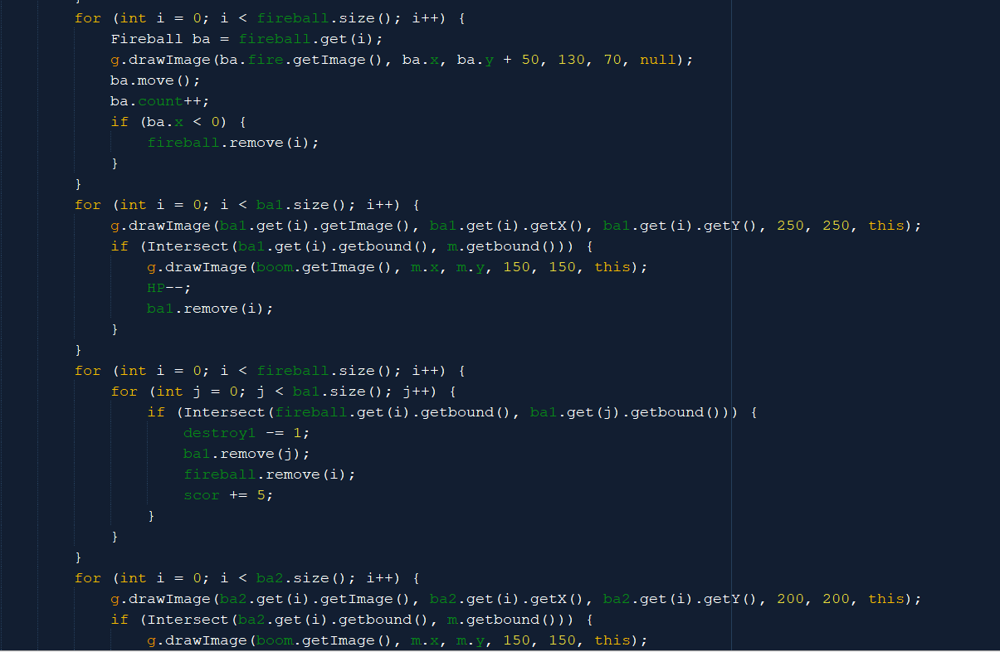 }
for (int i = 0; i < fireball.size(); i++) {
Fireball ba = fireball.get(i);
g.drawImage(ba.fire.getImage(), ba.x, ba.y + 50, 130, 70, null);
ba.move();
ba.count++;
if (ba.x < 0) {
fireball.remove(i);
}
}
for (int i = 0; i < ba1.size(); i++) {
g.drawImage(ba1.get(i).getImage(), ba1.get(i).getX(), ba1.get(i).getY(), 250, 250, this);
if (Intersect(ba1.get(i).getbound(), m.getbound())) {
g.drawImage(boom.getImage(), m.x, m.y, 150, 150, this);
HP--;
ba1.remove(i);
}
}
for (int i = 0; i < fireball.size(); i++) {
for (int j = 0; j < ba1.size(); j++) {
if (Intersect(fireball.get(i).getbound(), ba1.get(j).getbound())) {
destroy1 -= 1;
ba1.remove(j);
fireball.remove(i);
scor += 5;
}
}
}
for (int i = 0; i < ba2.size(); i++) {
g.drawImage(ba2.get(i).getImage(), ba2.get(i).getX(), ba2.get(i).getY(), 200, 200, this);
if (Intersect(ba2.get(i).getbound(), m.getbound())) {
g.drawImage(boom.getImage(), m.x, m.y, 150, 150, this);